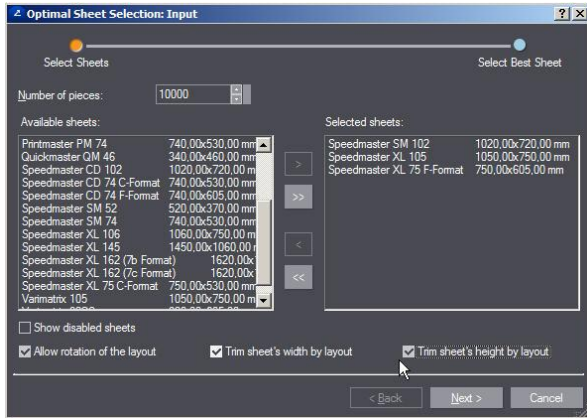 Optimal Sheet Selection: Input
Select Sheets
Select Best Sheet
Number of pieces: 10000
Available sheets:
Printmaster PM 74 740,00x530,00 mm
Quickmaster QM 46 340,00x460,00 mm
Speedmaster CD 102 1020,00x720,00 m
Speedmaster CD 74 C-Format 740,00x530,00 mm
Speedmaster CD 74 F-Format 740,00x605,00 mm
Speedmaster SM 52 520,00x370,00 mm
Speedmaster SM 74 740,00x530,00 mm
Speedmaster XL 106 1060,00x750,00 m
Speedmaster XL 145 1450,00x1060,00
Speedmaster XL 162 (7b Format) 1620,00x
Speedmaster XL 162 (7c Format) 1620,00x
Speedmaster XL 75 C-Format 750,00x530,00 mm
Varimatrix 105 1050,00x750,00 m
>
>>
<
<<
Selected sheets:
Speedmaster SM 102 1020,00x720,00 mm
Speedmaster XL 105 1050,00x750,00 mm
Speedmaster XL 75 F-Format 750,00x605,00 mm
Show disabled sheets
Allow rotation of the layout
Trim sheet's width by layout
Trim sheet's height by layout
< Back
Next >
Cancel